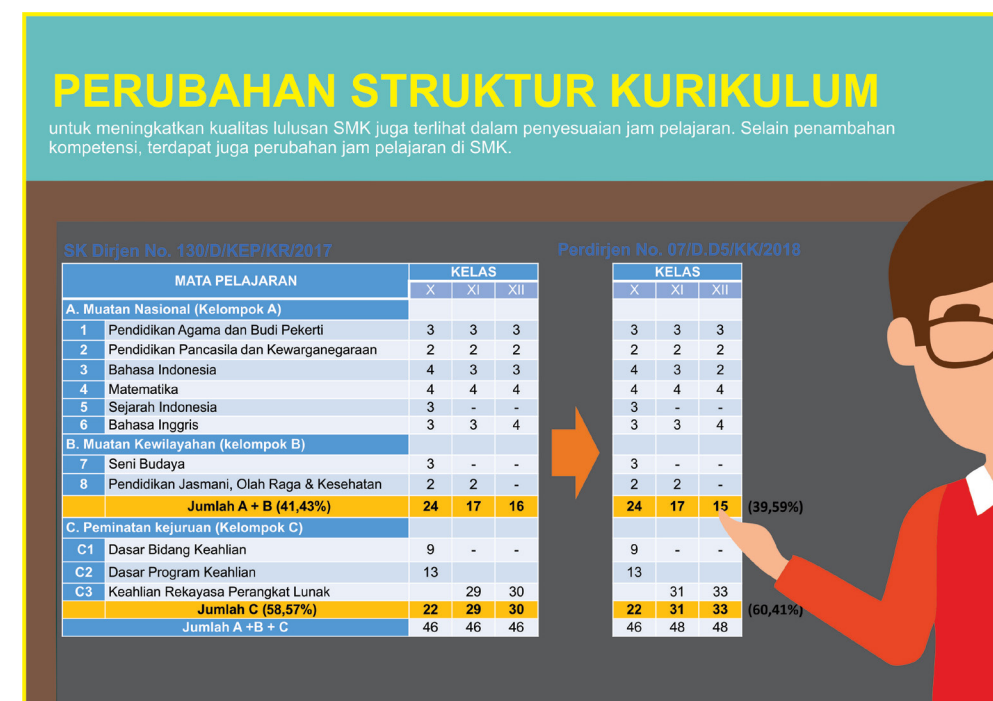 PERUBAHAN STRUKTUR KURIKULUM
untuk meningkatkan kualitas lulusan SMK juga terlihat dalam penyesuaian jam pelajaran. Selain penambahan
kompetensi, terdapat juga perubahan jam pelajaran di SMK.
SK Dirjen No. 130/D/KEP/KR/2017 Perdirjen No. 07/D.D5/KK/2018
MATA PELAJARAN KELAS KELAS
X XI XII X XI XII
A. Muatan Nasional (Kelompok A)
1 Pendidikan Agama dan Budi Pekerti 3 3 3 3 3 3
2 Pendidikan Pancasila dan Kewarganegaraan 2 2 2 2 2 2
3 Bahasa Indonesia 4 3 3 4 3 2
4 Matematika 4 4 4 4 4 4
5 Sejarah Indonesia 3 - - 3 - -
6 Bahasa Inggris 3 3 4 3 3 4
B. Muatan Kewilayahan (kelompok B)
7 Seni Budaya 3 - - 3 - -
8 Pendidikan Jasmani, Olah Raga & Kesehatan 2 2 - 2 2 -
Jumlah A + B (41,43%) 24 17 16 24 17 15 (39,59%)
C. Peminatan kejuruan (Kelompok C)
C1 Dasar Bidang Keahlian 9 - - 9 - -
C2 Dasar Program Keahlian 13 13
C3 Keahlian Rekayasa Perangkat Lunak 29 30 31 33
Jumlah C (58,57%) 22 29 30 22 31 33 (60,41%)
Jumlah A +B + C 46 46 46 46 48 48